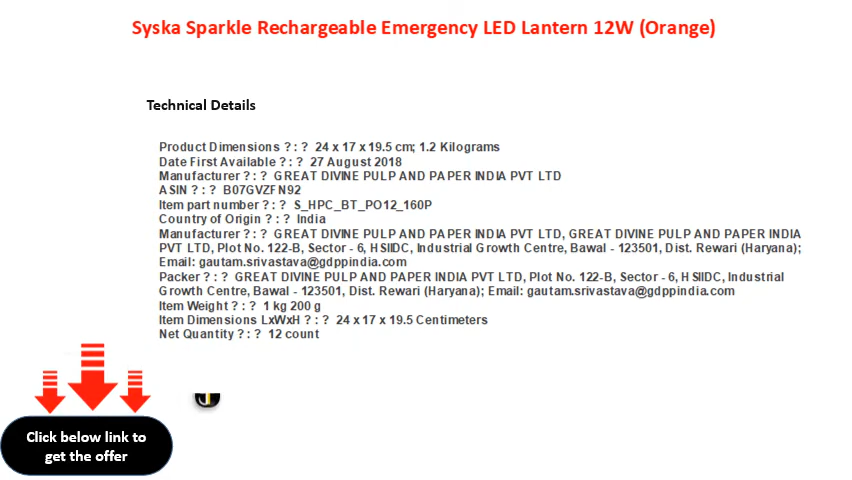 Syska Sparkle Rechargeable Emergency LED Lantern 12W (Orange)
Technical Details
Product Dimensions ? : ? 24 x 17 x 19.5 cm; 1.2 Kilograms
Date First Available ? : ? 27 August 2018
Manufacturer ? : ? GREAT DIVINE PULP AND PAPER INDIA PVT LTD
ASIN ? : ? B07GVZFN92
Item part number ? : ? S_HPC_BT_PO12_160P
Country of Origin ? : ? India
Manufacturer ? : ? GREAT DIVINE PULP AND PAPER INDIA PVT LTD, GREAT DIVINE PULP AND PAPER INDIA
PVT LTD, Plot No. 122-B, Sector - 6, HSIIDC, Industrial Growth Centre, Bawal - 123501, Dist. Rewari (Haryana);
Email: gautam.srivastava@gdppindia.com
Packer ? : ? GREAT DIVINE PULP AND PAPER INDIA PVT LTD, Plot No. 122-B, Sector - 6, HSIIDC, Industrial
Growth Centre, Bawal - 123501, Dist. Rewari (Haryana); Email: gautam.srivastava@gdppindia.com
Item Weight ? : ? 1 kg 200 g
Item Dimensions LxWxH ? : ? 24 x 17 x 19.5 Centimeters
Net Quantity ? : ? 12 count
Click below link to
get the offer